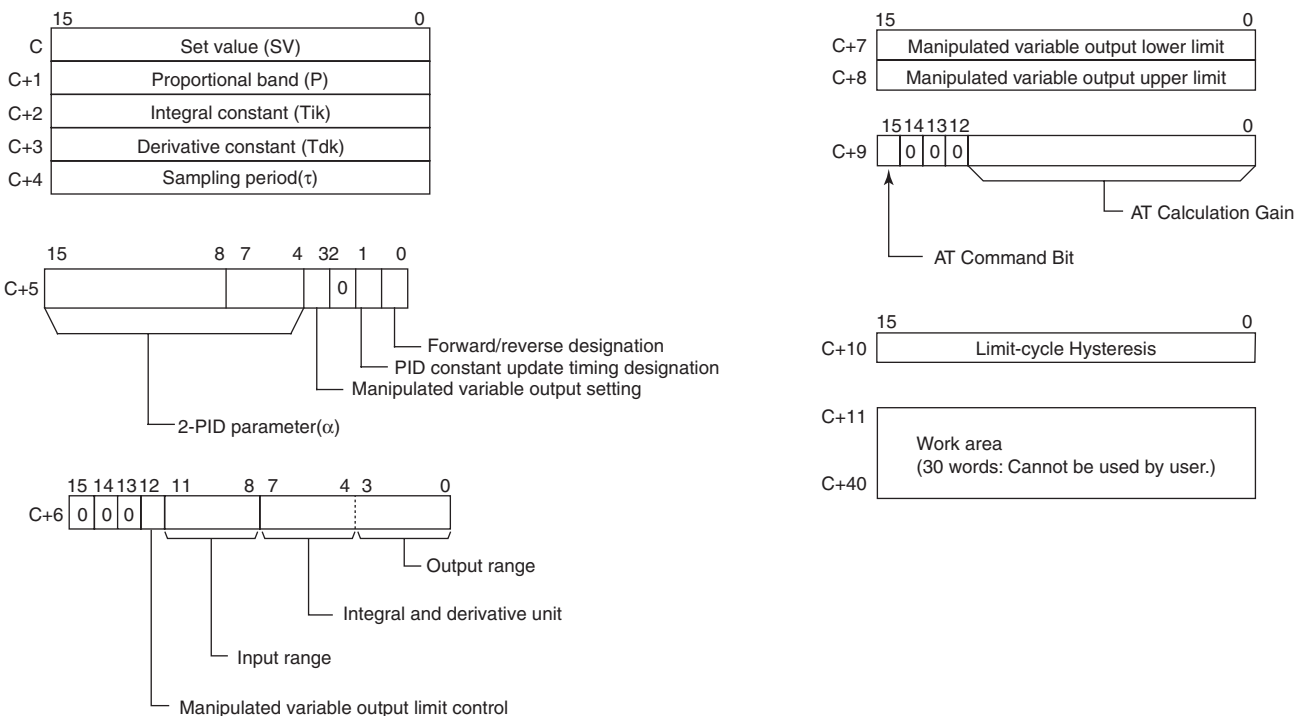 15 0
C Set value (SV)
C+1 Proportional band (P)
C+2 Integral constant (Tik)
C+3 Derivative constant (Tdk)
C+4 Sampling period(τ)
15 8 7 4 32 1 0
C+5 0
Forward/reverse designation
PID constant update timing designation
Manipulated variable output setting
2-PID parameter(α)
15 14 13 12 11 8 7 4 3 0
C+6 0 0 0
Output range
Integral and derivative unit
Input range
Manipulated variable output limit control
15 0
C+7 Manipulated variable output lower limit
C+8 Manipulated variable output upper limit
15 14 13 12 0
C+9 0 0 0
AT Calculation Gain
AT Command Bit
15 0
C+10 Limit-cycle Hysteresis
C+11
Work area
(30 words: Cannot be used by user.)
C+40